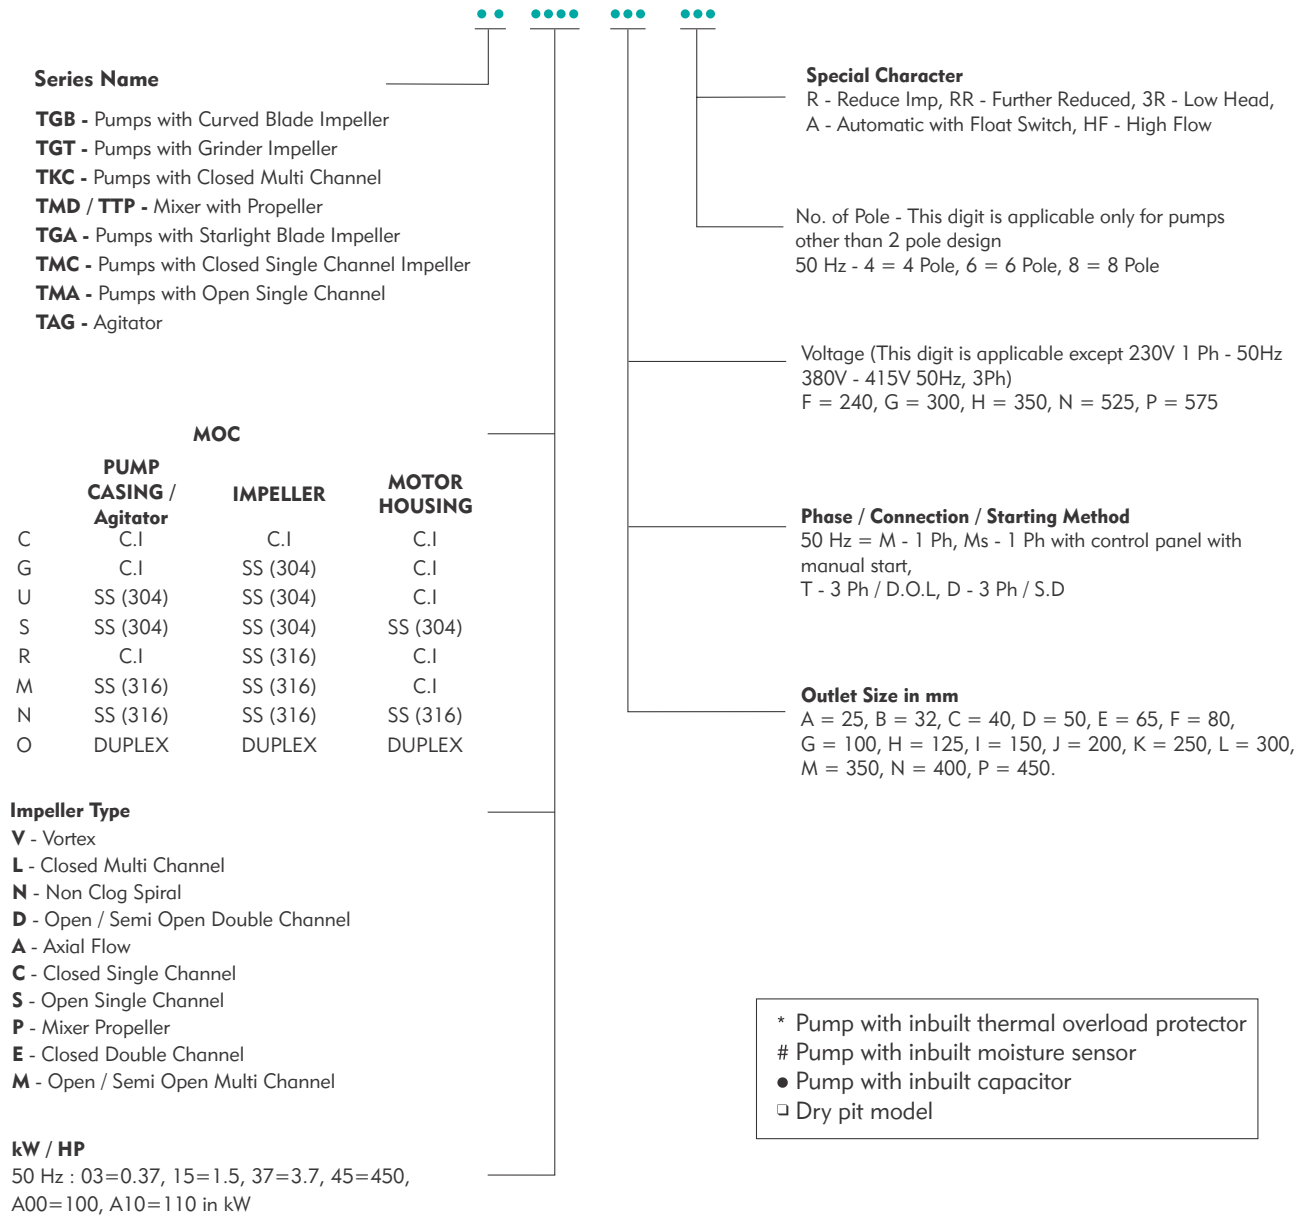 Series Name
TGB - Pumps with Curved Blade Impeller
TGT - Pumps with Grinder Impeller
TKC - Pumps with Closed Multi Channel
TMD / TTP - Mixer with Propeller
TGA - Pumps with Starlight Blade Impeller
TMC - Pumps with Closed Single Channel Impeller
TMA - Pumps with Open Single Channel
TAG - Agitator
MOC
PUMP
CASING /
Agitator
IMPELLER
MOTOR
HOUSING
C C.I C.I C.I
G C.I SS (304) C.I
U SS (304) SS (304) C.I
S SS (304) SS (304) SS (304)
R C.I SS (316) C.I
M SS (316) SS (316) C.I
N SS (316) SS (316) SS (316)
O DUPLEX DUPLEX DUPLEX
Impeller Type
V - Vortex
L - Closed Multi Channel
N - Non Clog Spiral
D - Open / Semi Open Double Channel
A - Axial Flow
C - Closed Single Channel
S - Open Single Channel
P - Mixer Propeller
E - Closed Double Channel
M - Open / Semi Open Multi Channel
kW / HP
50 Hz : 03=0.37, 15=1.5, 37=3.7, 45=450,
A00=100, A10=110 in kW
Special Character
R - Reduce Imp, RR - Further Reduced, 3R - Low Head,
A - Automatic with Float Switch, HF - High Flow
No. of Pole - This digit is applicable only for pumps
other than 2 pole design
50 Hz - 4 = 4 Pole, 6 = 6 Pole, 8 = 8 Pole
Voltage (This digit is applicable except 230V 1 Ph - 50Hz
380V - 415V 50Hz, 3Ph)
F = 240, G = 300, H = 350, N = 525, P = 575
Phase / Connection / Starting Method
50 Hz = M - 1 Ph, Ms - 1 Ph with control panel with
manual start,
T - 3 Ph / D.O.L, D - 3 Ph / S.D
Outlet Size in mm
A = 25, B = 32, C = 40, D = 50, E = 65, F = 80,
G = 100, H = 125, I = 150, J = 200, K = 250, L = 300,
M = 350, N = 400, P = 450.
* Pump with inbuilt thermal overload protector
# Pump with inbuilt moisture sensor
● Pump with inbuilt capacitor
❑ Dry pit model